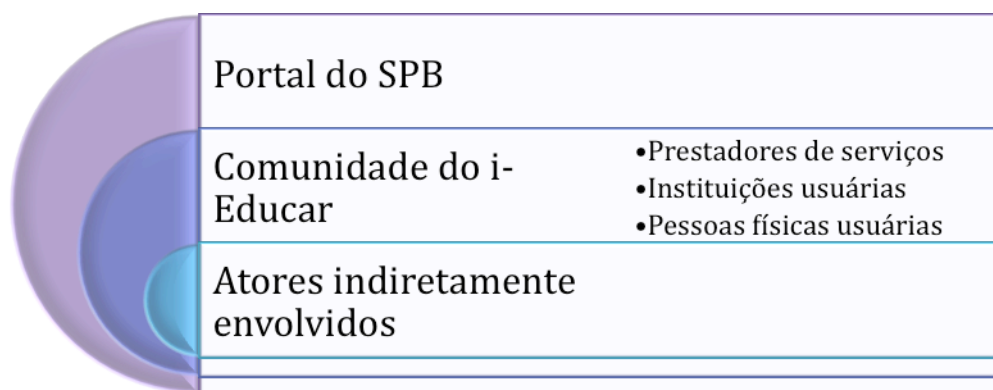 Portal do SPB
Comunidade do i-
Educar
•Prestadores de serviços
•Instituições usuárias
•Pessoas físicas usuárias
Atores indiretamente
envolvidos